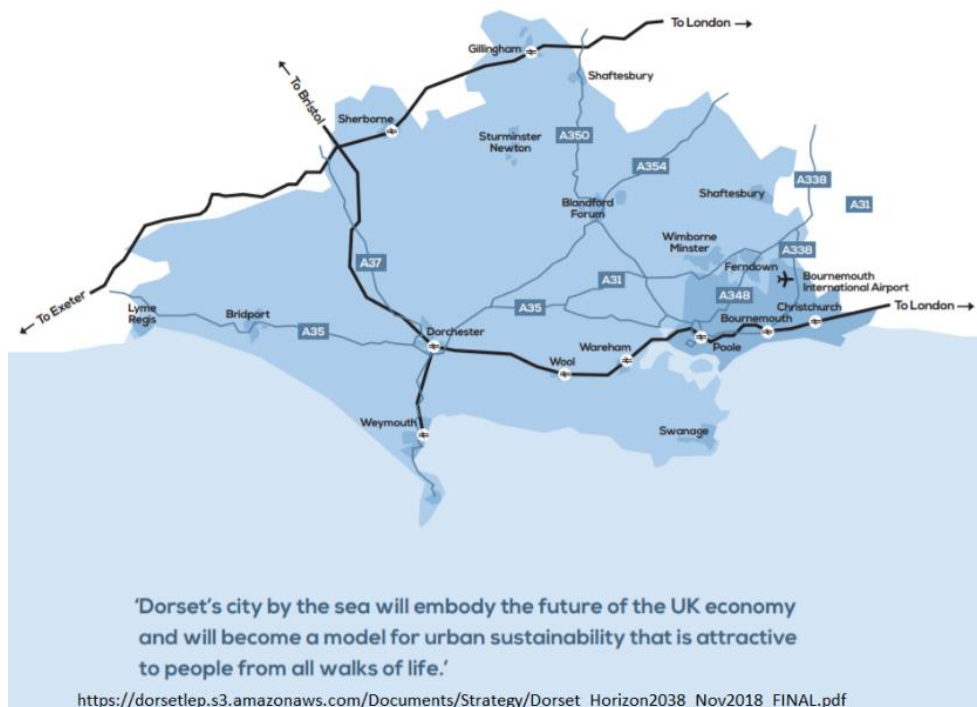 To London
Gillingham
Shaftesbury
To Bristol
Sherborne
Sturminster
Newton
A350
A354
Shaftesbury
A338
A31
Blandford
Forum
Wimborne
Minster
A338
Ferndown
Bournemouth
International Airport
A37
A31
A348
Christchurch
To London
To Exeter
Lyme
Regis
Bridport
A35
Dorchester
A35
Bournemouth
Wareham
Poole
Wool
Weymouth
Swanage
'Dorset's city by the sea will embody the future of the UK economy
and will become a model for urban sustainability that is attractive
to people from all walks of life.'
https://dorsetlep.s3.amazonaws.com/Documents/Strategy/Dorset_Horizon2038_Nov2018_FINAL.pdf